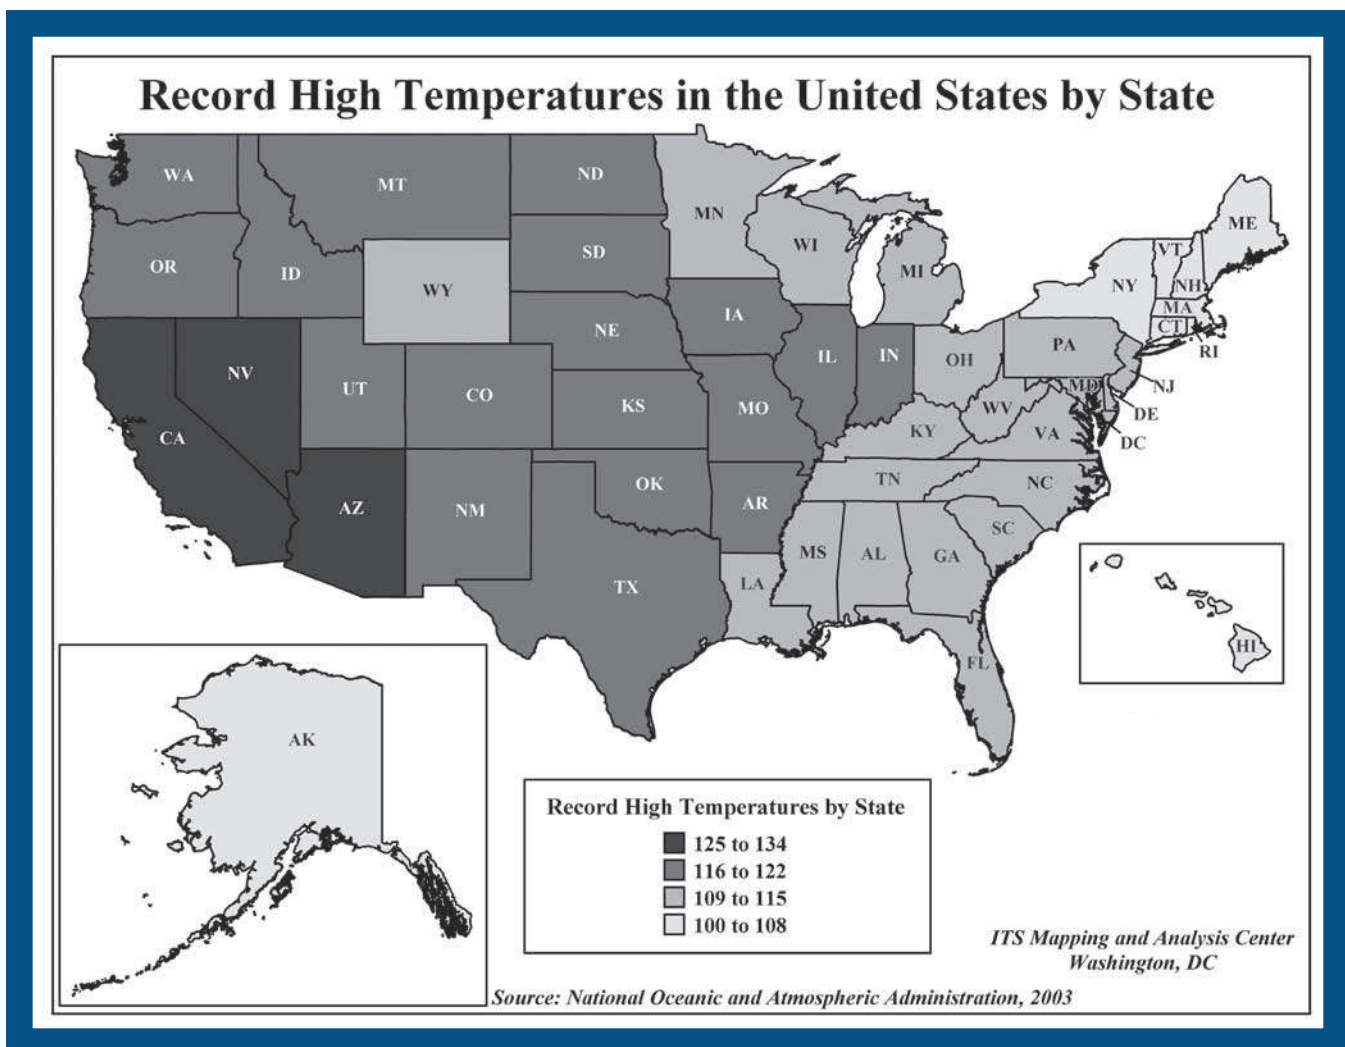 Record High Temperatures in the United States by State
WA
MT
ND
MN
ME
OR
ID
SD
WI
VT
WY
MI
NY
NH
MA
CT
RI
NE
IA
NV
UT
CO
KS
MO
IL
IN
OH
PA
NJ
MD
DE
DC
CA
WV
VA
KY
AZ
NM
OK
AR
TN
NC
SC
MS
AL
GA
TX
LA
FL
HI
AK
Record High Temperatures by State
125 to 134
116 to 122
109 to 115
100 to 108
ITS Mapping and Analysis Center
Washington, DC
Source: National Oceanic and Atmospheric Administration, 2003